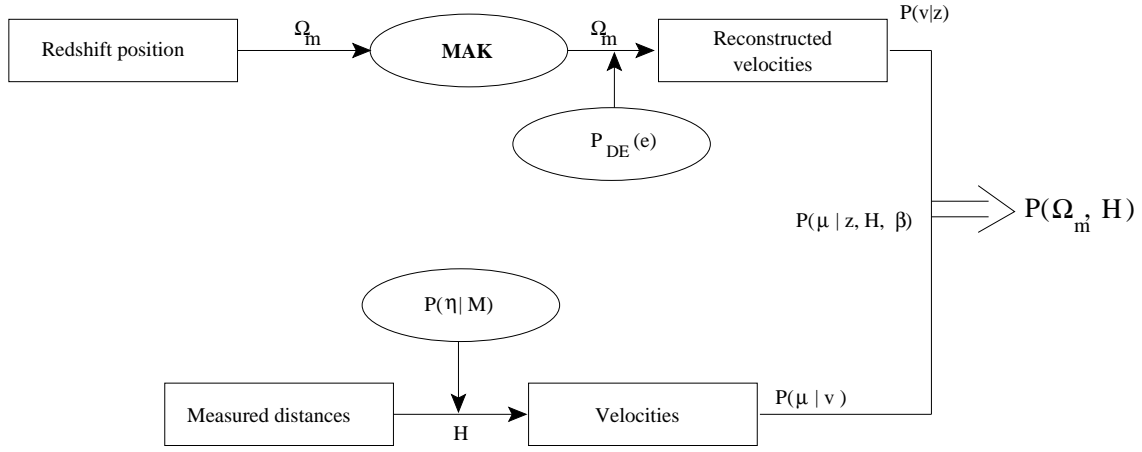 P(v|z)
Redshift position
Ω_m
MAK
Ω_m
Reconstructed
velocities
P_DE (e)
P(μ | z, H, β)
P(Ω_m, H)
P(η | M)
Measured distances
H
Velocities
P(μ | v )